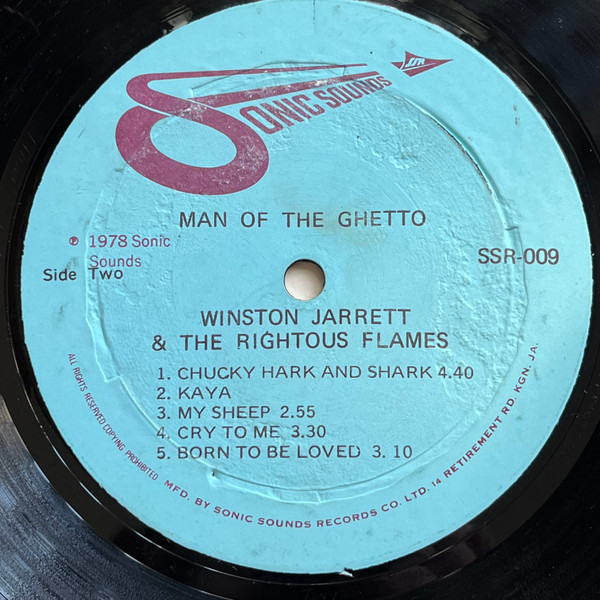 SONIC SOUNDS
MAN OF THE GHETTO
℗ 1978 Sonic
Sounds
Side Two
SSR-009
WINSTON JARRETT
& THE RIGHTOUS FLAMES
1. CHUCKY HARK AND SHARK 4.40
2. KAYA
3. MY SHEEP 2.55
4. CRY TO ME 3.30
5. BORN TO BE LOVED 3. 10
ALL RIGHTS RESERVED COPYING PROHIBITED
MFD. BY SONIC SOUNDS RECORDS CO. LTD. 14 RETIREMENT RD. KGN. JA.